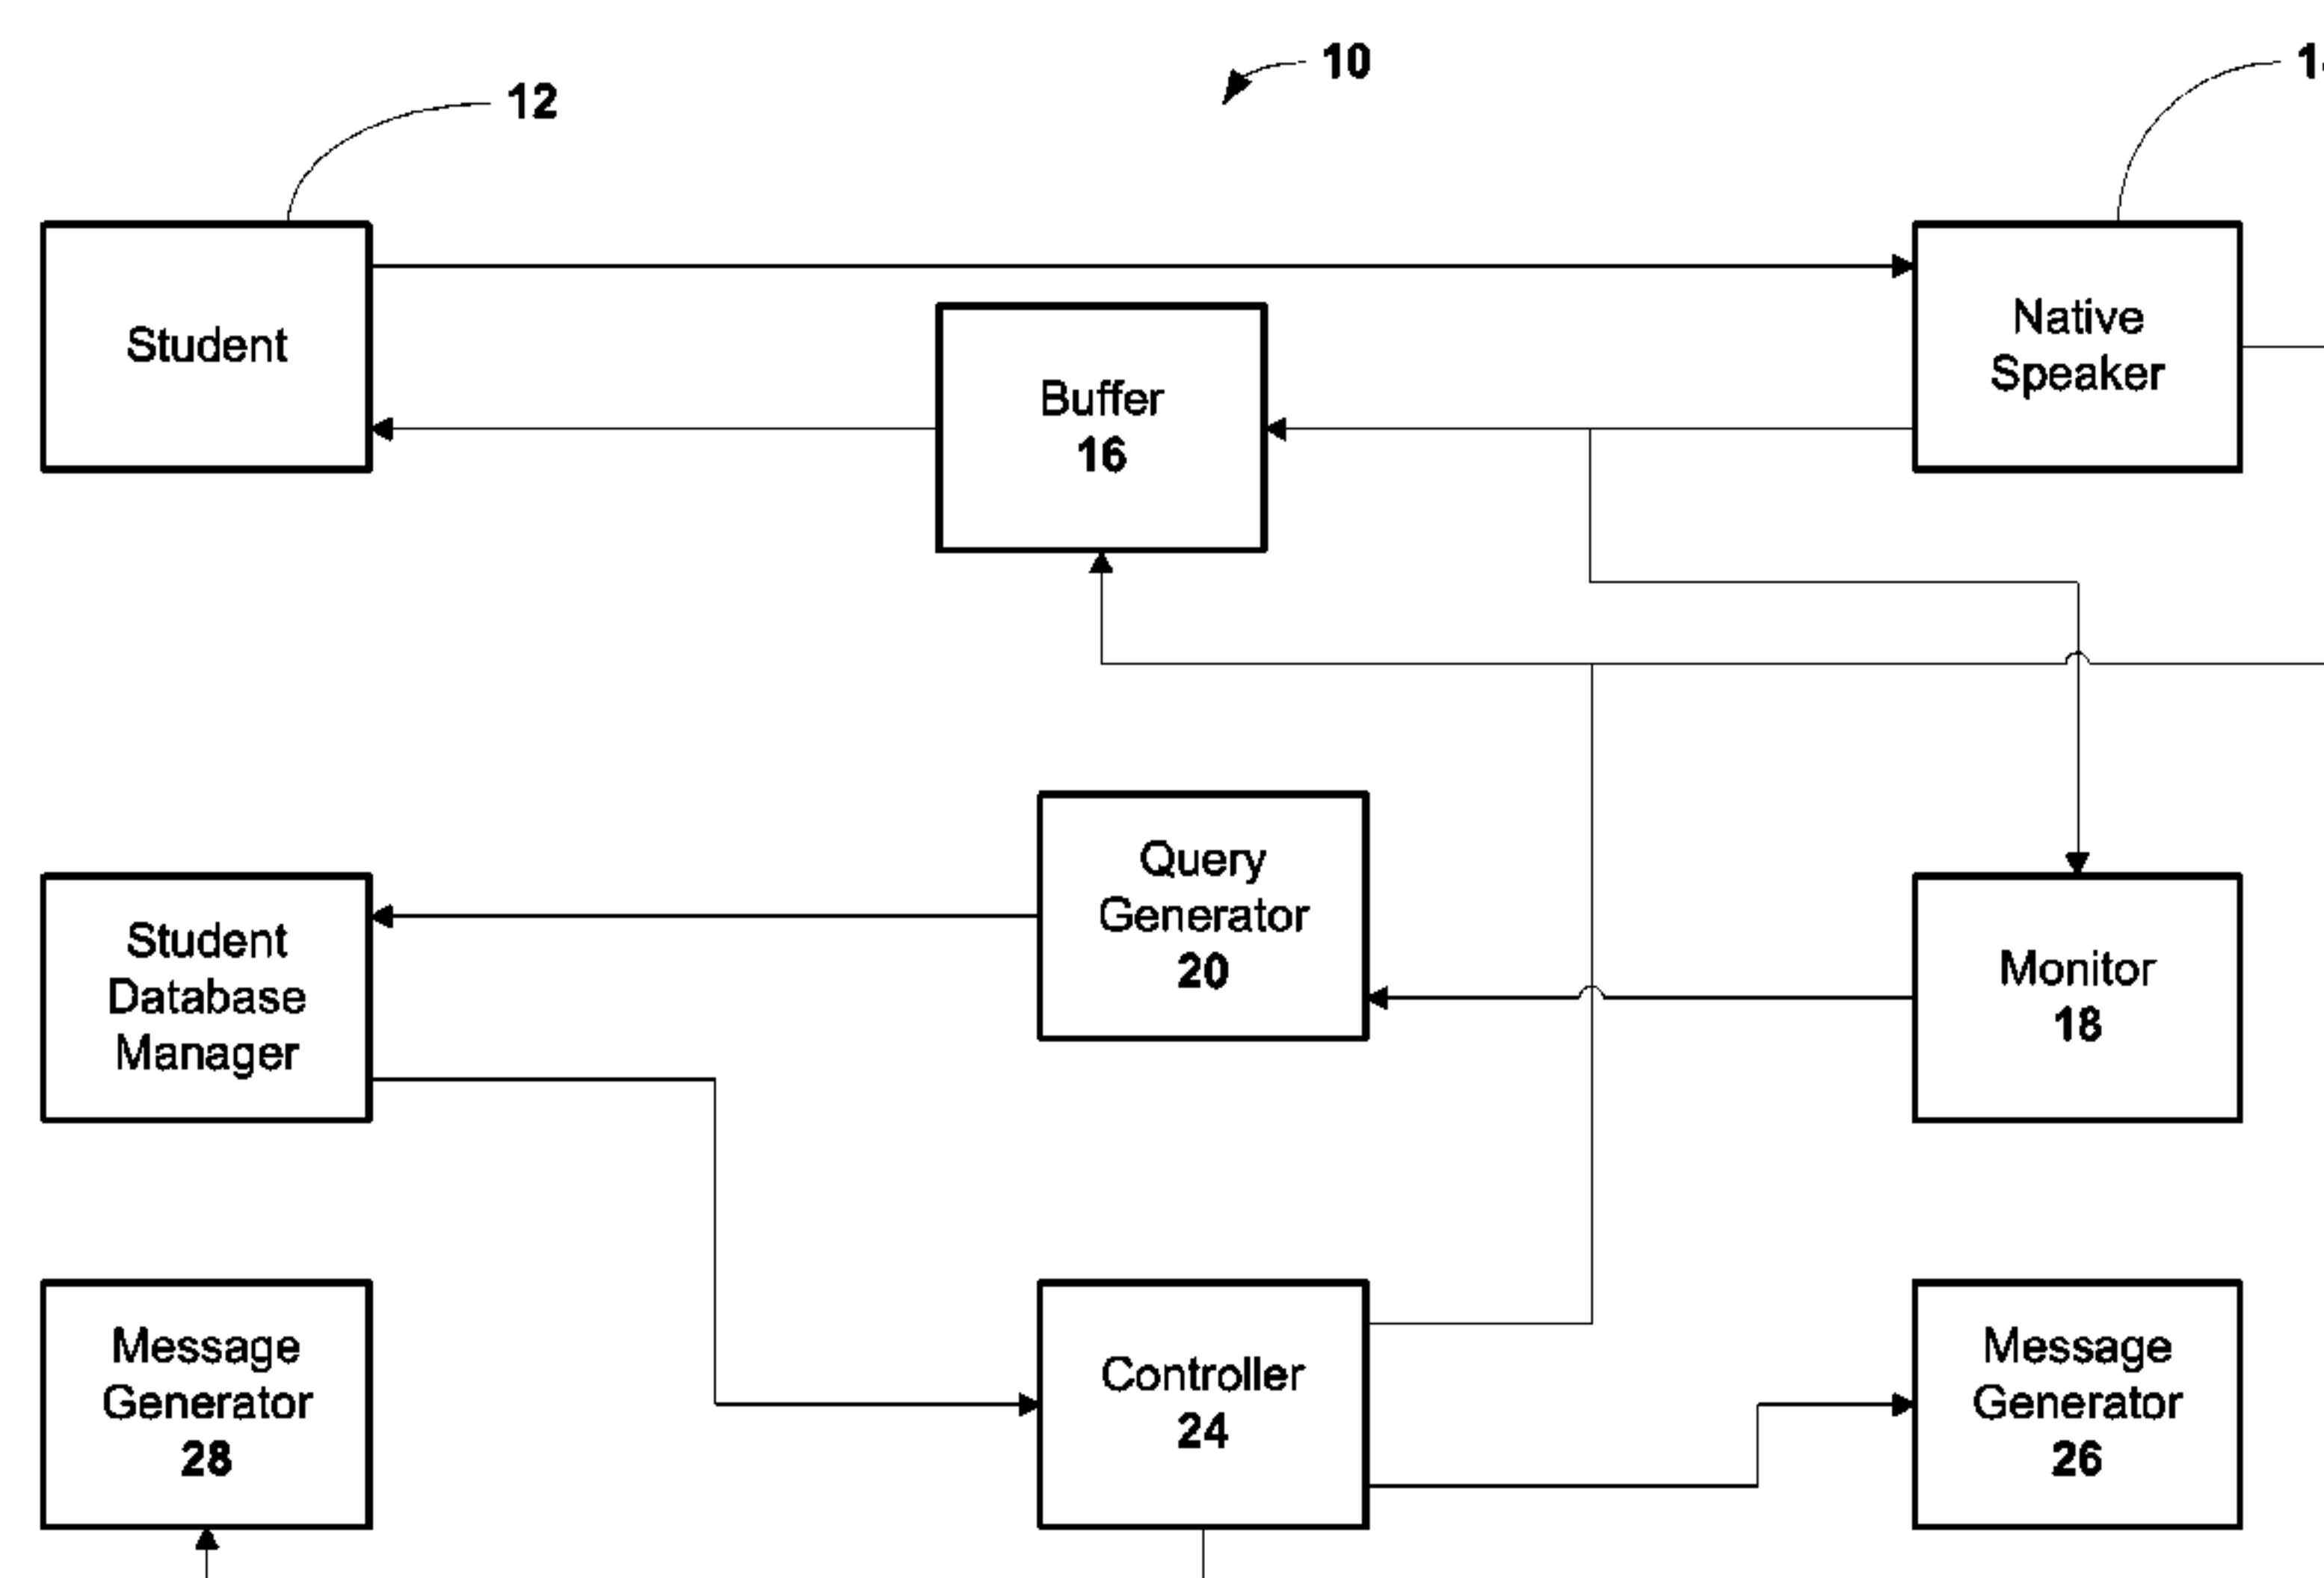 10
12
Student
Native
Speaker
Buffer
16
Query
Generator
20
Student
Database
Manager
Monitor
18
Message
Generator
28
Controller
24
Message
Generator
26